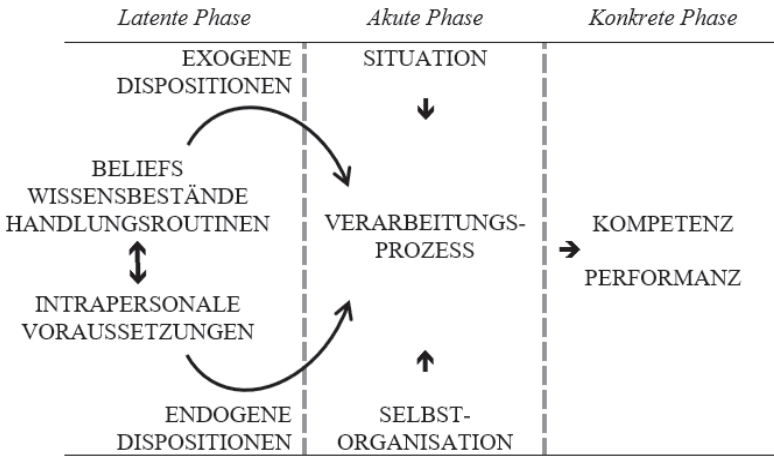 Latente Phase
Akute Phase
Konkrete Phase
EXOGENE
DISPOSITIONEN
SITUATION
BELIEFS
WISSENSBESTÄNDE
HANDLUNGSROUTINEN
VERARBEITUNGS-
PROZESS
KOMPETENZ
PERFORMANZ
INTRAPERSONALE
VORAUSSETZUNGEN
ENDOGENE
DISPOSITIONEN
SELBST-
ORGANISATION